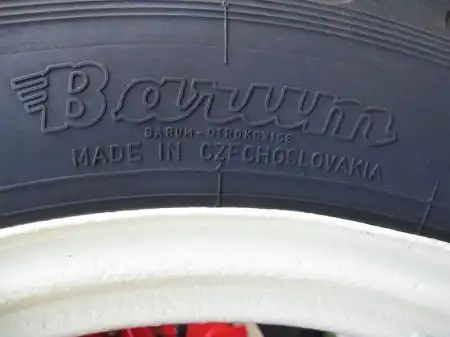 Barum
BARUM-OTROKOVICE
MADE IN CZECHOSLOVAKIA